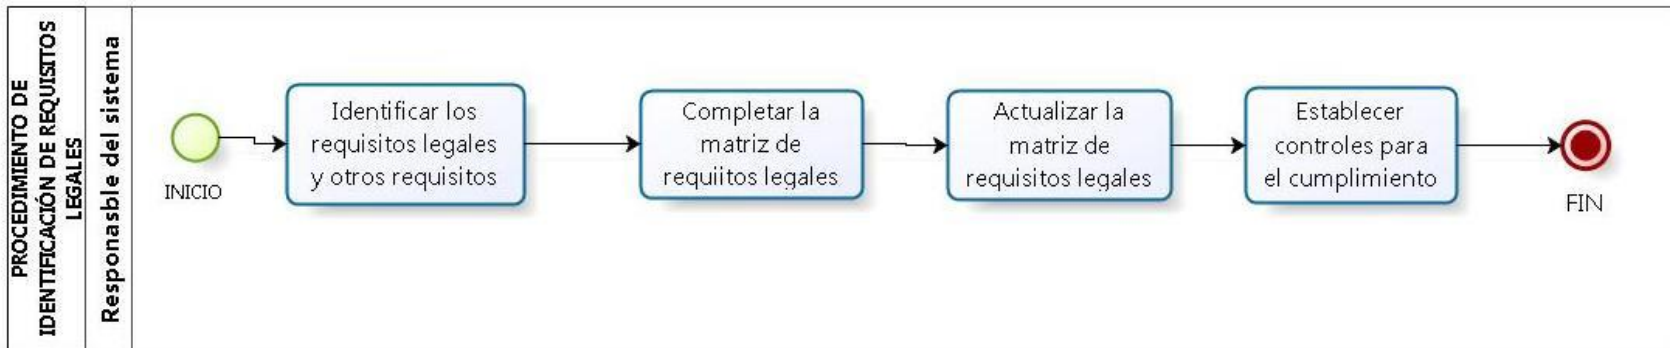 PROCEDIMIENTO DE
IDENTIFICACIÓN DE REQUISITOS
LEGALES
Responasble del sistema
INICIO
Identificar los
requisitos legales
y otros requisitos
Completar la
matriz de
requiitos legales
Actualizar la
matriz de
requisitos legales
Establecer
controles para
el cumplimiento
FIN